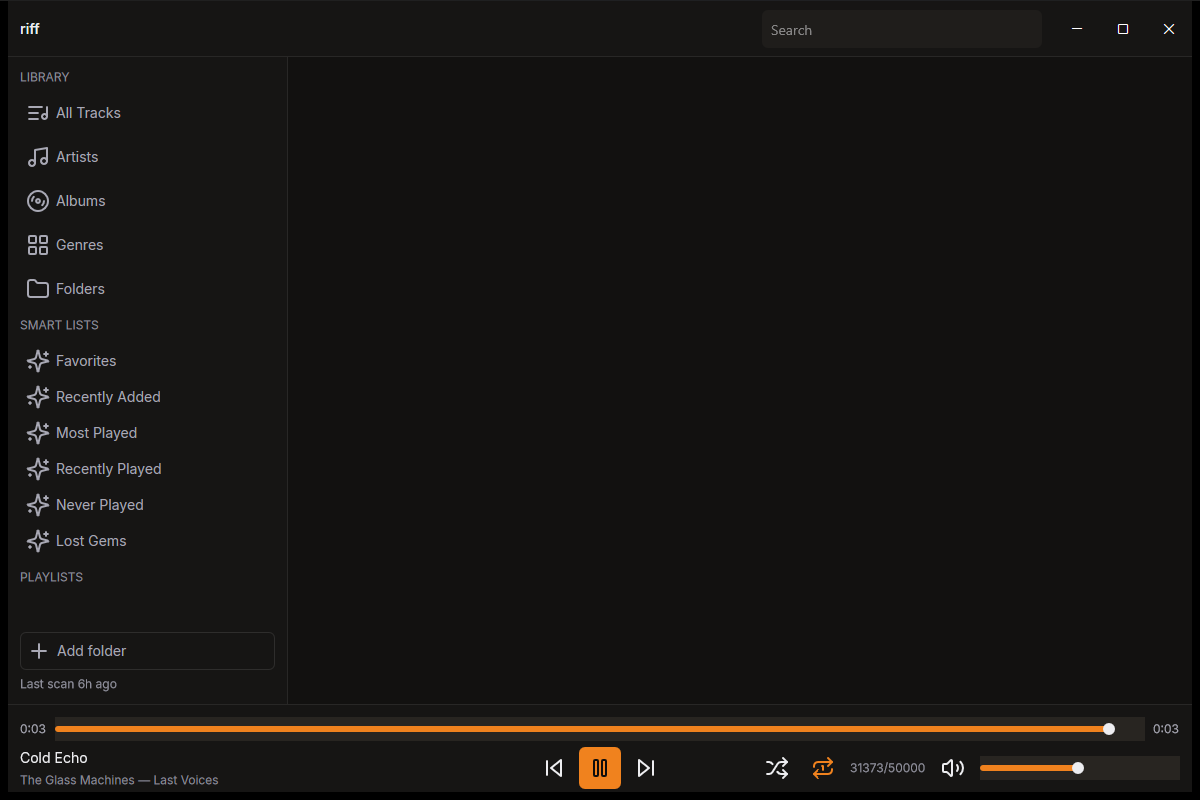 riff
Search
LIBRARY
All Tracks
Artists
Albums
Genres
Folders
SMART LISTS
Favorites
Recently Added
Most Played
Recently Played
Never Played
Lost Gems
PLAYLISTS
Add folder
Last scan 6h ago
0:03
0:03
Cold Echo
The Glass Machines — Last Voices
1
31373/50000